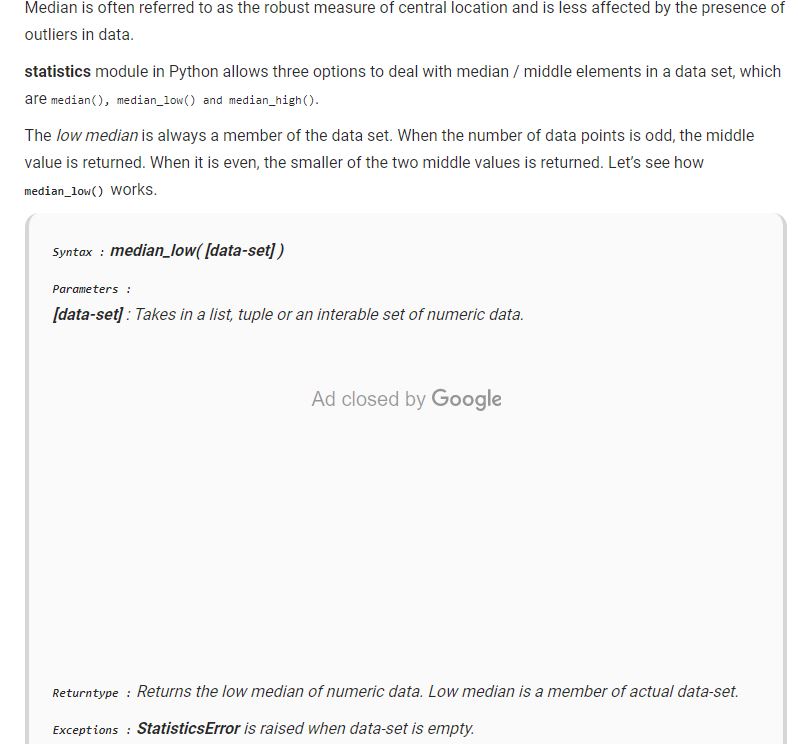 Median is often referred to as the robust measure of central location and is less affected by the presence of
outliers in data.
statistics module in Python allows three options to deal with median / middle elements in a data set, which
are median(), median_low() and median_high().
The low median is always a member of the data set. When the number of data points is odd, the middle
value is returned. When it is even, the smaller of the two middle values is returned. Let’s see how
median_low() works.
Syntax : median_low( [data-set] )
Parameters :
[data-set] : Takes in a list, tuple or an interable set of numeric data.
Ad closed by Google
Returntype : Returns the low median of numeric data. Low median is a member of actual data-set.
Exceptions : StatisticsError is raised when data-set is empty.